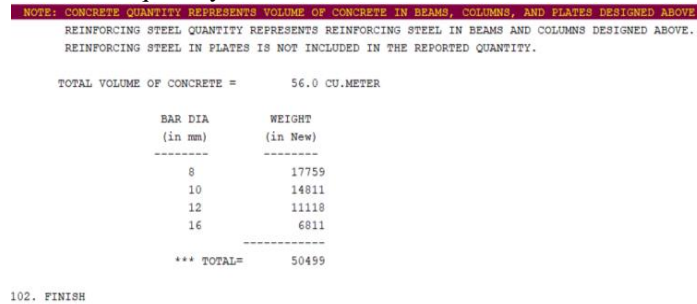 NOTE: CONCRETE QUANTITY REPRESENTS VOLUME OF CONCRETE IN BEAMS, COLUMNS, AND PLATES DESIGNED ABOVE
REINFORCING STEEL QUANTITY REPRESENTS REINFORCING STEEL IN BEAMS AND COLUMNS DESIGNED ABOVE.
REINFORCING STEEL IN PLATES IS NOT INCLUDED IN THE REPORTED QUANTITY.
TOTAL VOLUME OF CONCRETE = 56.0 CU.METER
BAR DIA WEIGHT
(in mm) (in New)
-------- --------
8 17759
10 14811
12 11118
16 6811
------------
*** TOTAL= 50499
102. FINISH